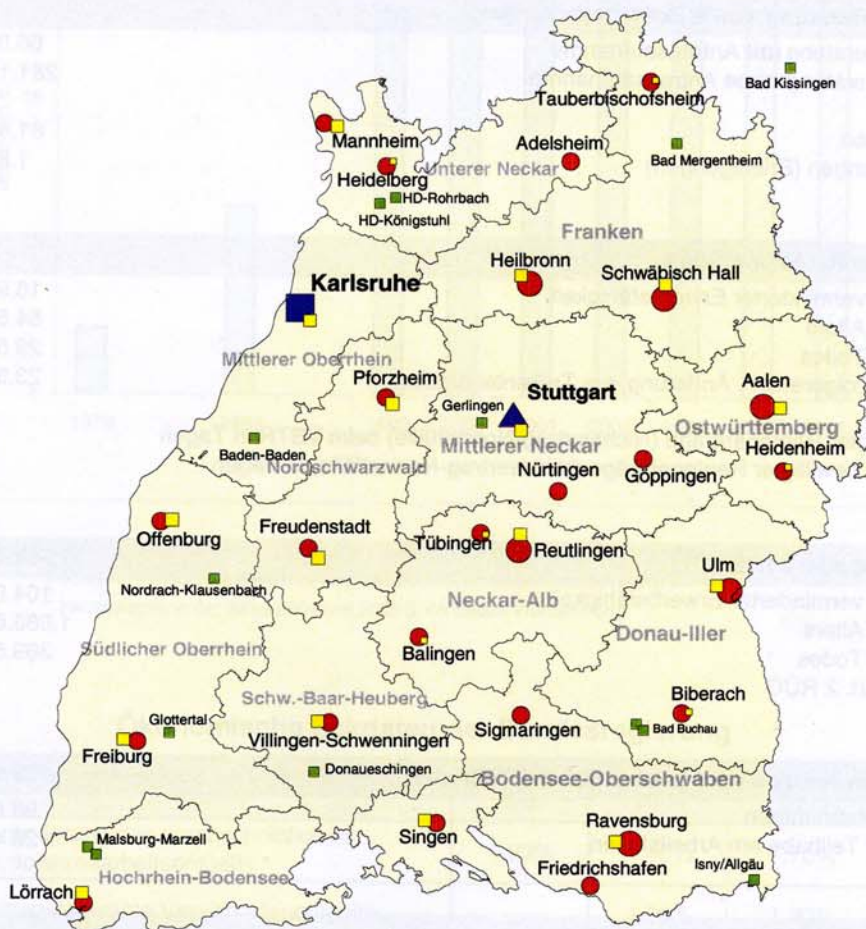 Bad Kissingen
Tauberbischofsheim
Mannheim
Adelsheim
Bad Mergentheim
Unterer Neckar
Heidelberg
HD-Rohrbach
HD-Königstuhl
Franken
Heilbronn
Schwäbisch Hall
Karlsruhe
Mittlerer Oberrhein
Pforzheim
Aalen
Stuttgart
Gerlingen
Ostwürttemberg
Mittlerer Neckar
Heidenheim
Baden-Baden
Nordschwarzwald
Nürtingen
Göppingen
Offenburg
Freudenstadt
Tübingen
Reutlingen
Ulm
Nordrach-Klausenbach
Neckar-Alb
Donau-Iller
Südlicher Oberrhein
Balingen
Schw.-Baar-Heuberg
Biberach
Glottertal
Villingen-Schwenningen
Sigmaringen
Bad Buchau
Freiburg
Donaueschingen
Bodensee-Oberschwaben
Ravensburg
Malsburg-Marzell
Singen
Friedrichshafen
Isny/Allgäu
Hochrhein-Bodensee
Lörrach